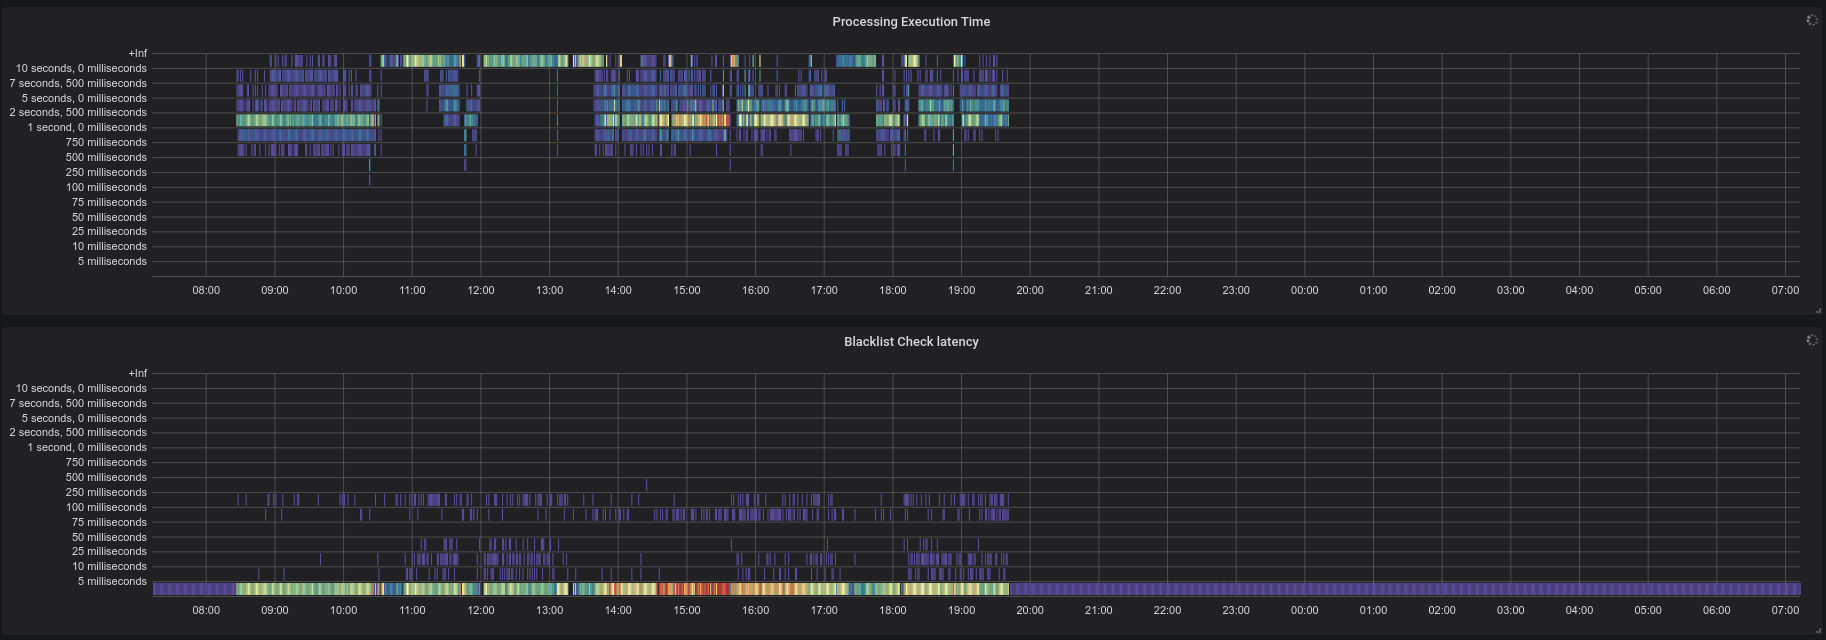 Processing Execution Time
+Inf
10 seconds, 0 milliseconds
7 seconds, 500 milliseconds
5 seconds, 0 milliseconds
2 seconds, 500 milliseconds
1 second, 0 milliseconds
750 milliseconds
500 milliseconds
250 milliseconds
100 milliseconds
75 milliseconds
50 milliseconds
25 milliseconds
10 milliseconds
5 milliseconds
08:00 09:00 10:00 11:00 12:00 13:00 14:00 15:00 16:00 17:00 18:00 19:00 20:00 21:00 22:00 23:00 00:00 01:00 02:00 03:00 04:00 05:00 06:00 07:00
Blacklist Check latency
+Inf
10 seconds, 0 milliseconds
7 seconds, 500 milliseconds
5 seconds, 0 milliseconds
2 seconds, 500 milliseconds
1 second, 0 milliseconds
750 milliseconds
500 milliseconds
250 milliseconds
100 milliseconds
75 milliseconds
50 milliseconds
25 milliseconds
10 milliseconds
5 milliseconds
08:00 09:00 10:00 11:00 12:00 13:00 14:00 15:00 16:00 17:00 18:00 19:00 20:00 21:00 22:00 23:00 00:00 01:00 02:00 03:00 04:00 05:00 06:00 07:00